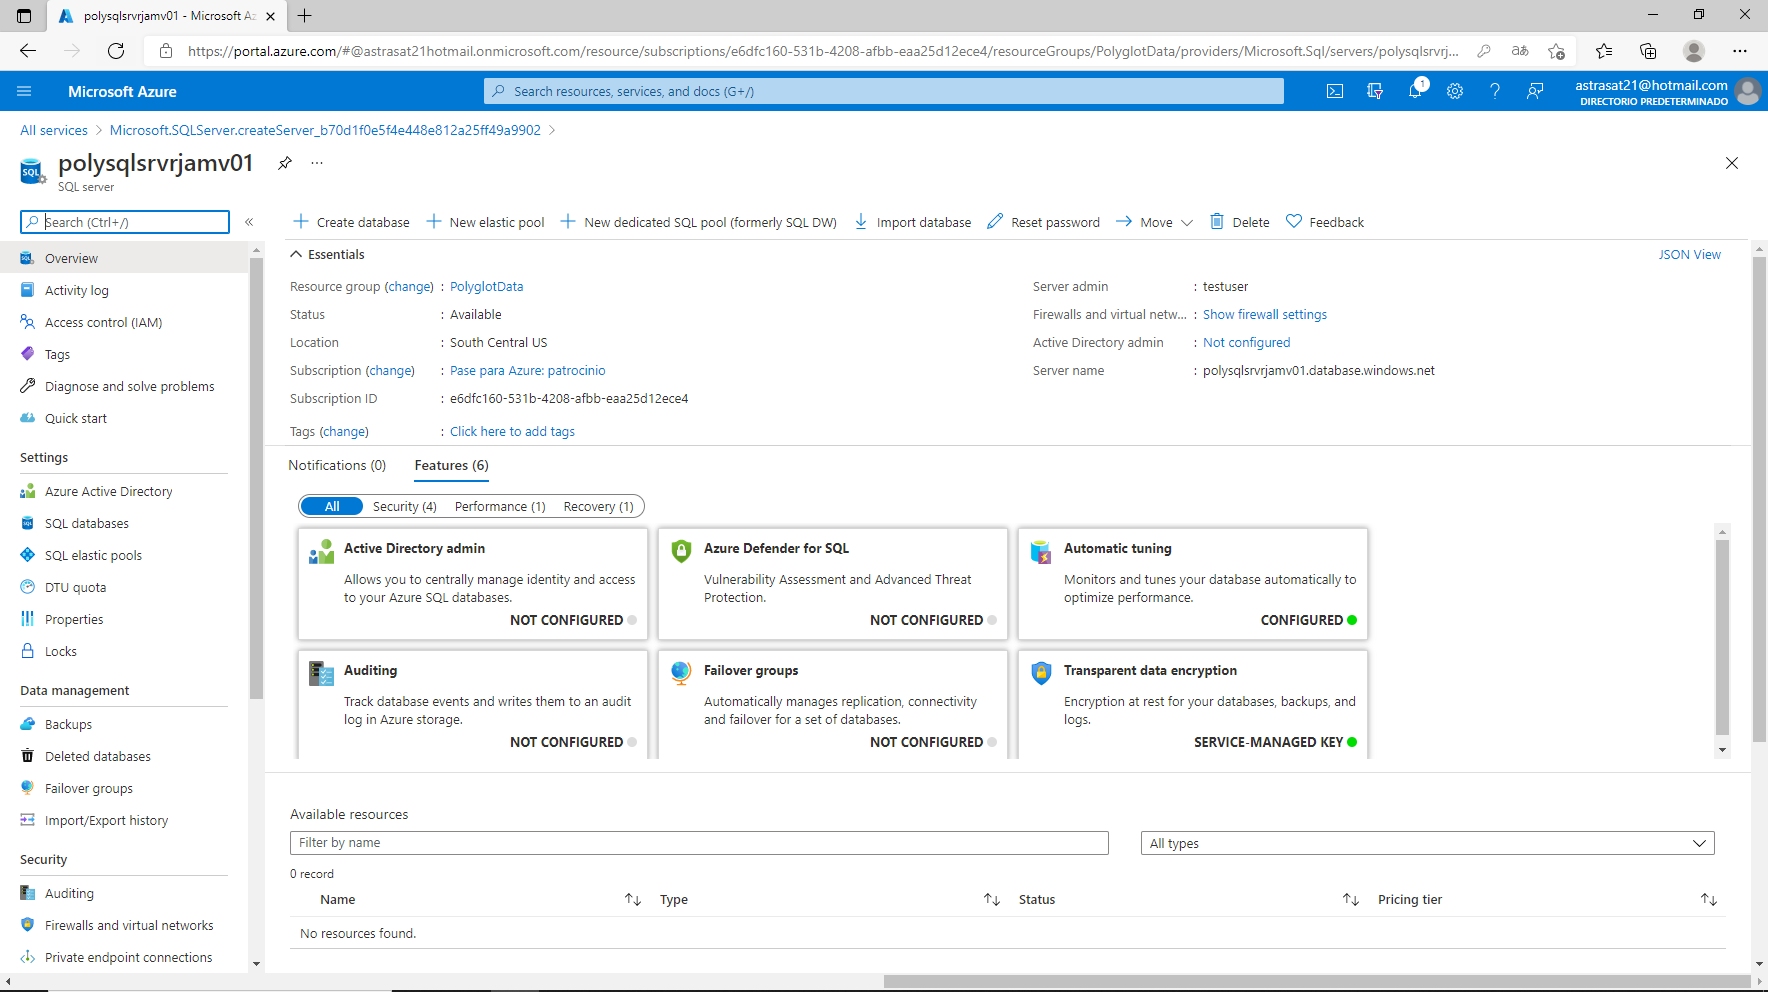 polysqlsrvrjamv01 - Microsoft Az
https://portal.azure.com/#@astrasat21hotmail.onmicrosoft.com/resource/subscriptions/e6dfc160-531b-4208-afbb-eaa25d12ece4/resourceGroups/PolyglotData/providers/Microsoft.Sql/servers/polysqlsrvrj...
Microsoft Azure
Search resources, services, and docs (G+/)
1
astrasat21@hotmail.com
DIRECTORIO PREDETERMINADO
All services > Microsoft.SQLServer.createServer_b70d1f0e5f4e448e812a25ff49a9902 >
SQL
polysqlsrvrjamv01
SQL server
Search (Ctrl+/)
«
Create database
New elastic pool
New dedicated SQL pool (formerly SQL DW)
Import database
Reset password
Move
Delete
Feedback
Overview
Activity log
Access control (IAM)
Tags
Diagnose and solve problems
Quick start
Settings
Azure Active Directory
SQL databases
SQL elastic pools
DTU quota
Properties
Locks
Data management
Backups
Deleted databases
Failover groups
Import/Export history
Security
Auditing
Firewalls and virtual networks
Private endpoint connections
Essentials
JSON View
Resource group (change) : PolyglotData
Status : Available
Location : South Central US
Subscription (change) : Pase para Azure: patrocinio
Subscription ID : e6dfc160-531b-4208-afbb-eaa25d12ece4
Tags (change) : Click here to add tags
Server admin : testuser
Firewalls and virtual netw... : Show firewall settings
Active Directory admin : Not configured
Server name : polysqlsrvrjamv01.database.windows.net
Notifications (0)
Features (6)
All
Security (4)
Performance (1)
Recovery (1)
Active Directory admin
Allows you to centrally manage identity and access
to your Azure SQL databases.
NOT CONFIGURED
Azure Defender for SQL
Vulnerability Assessment and Advanced Threat
Protection.
NOT CONFIGURED
Automatic tuning
Monitors and tunes your database automatically to
optimize performance.
CONFIGURED
Auditing
Track database events and writes them to an audit
log in Azure storage.
NOT CONFIGURED
Failover groups
Automatically manages replication, connectivity
and failover for a set of databases.
NOT CONFIGURED
Transparent data encryption
Encryption at rest for your databases, backups, and
logs.
SERVICE-MANAGED KEY
Available resources
Filter by name
All types
0 record
Name
Type
Status
Pricing tier
No resources found.